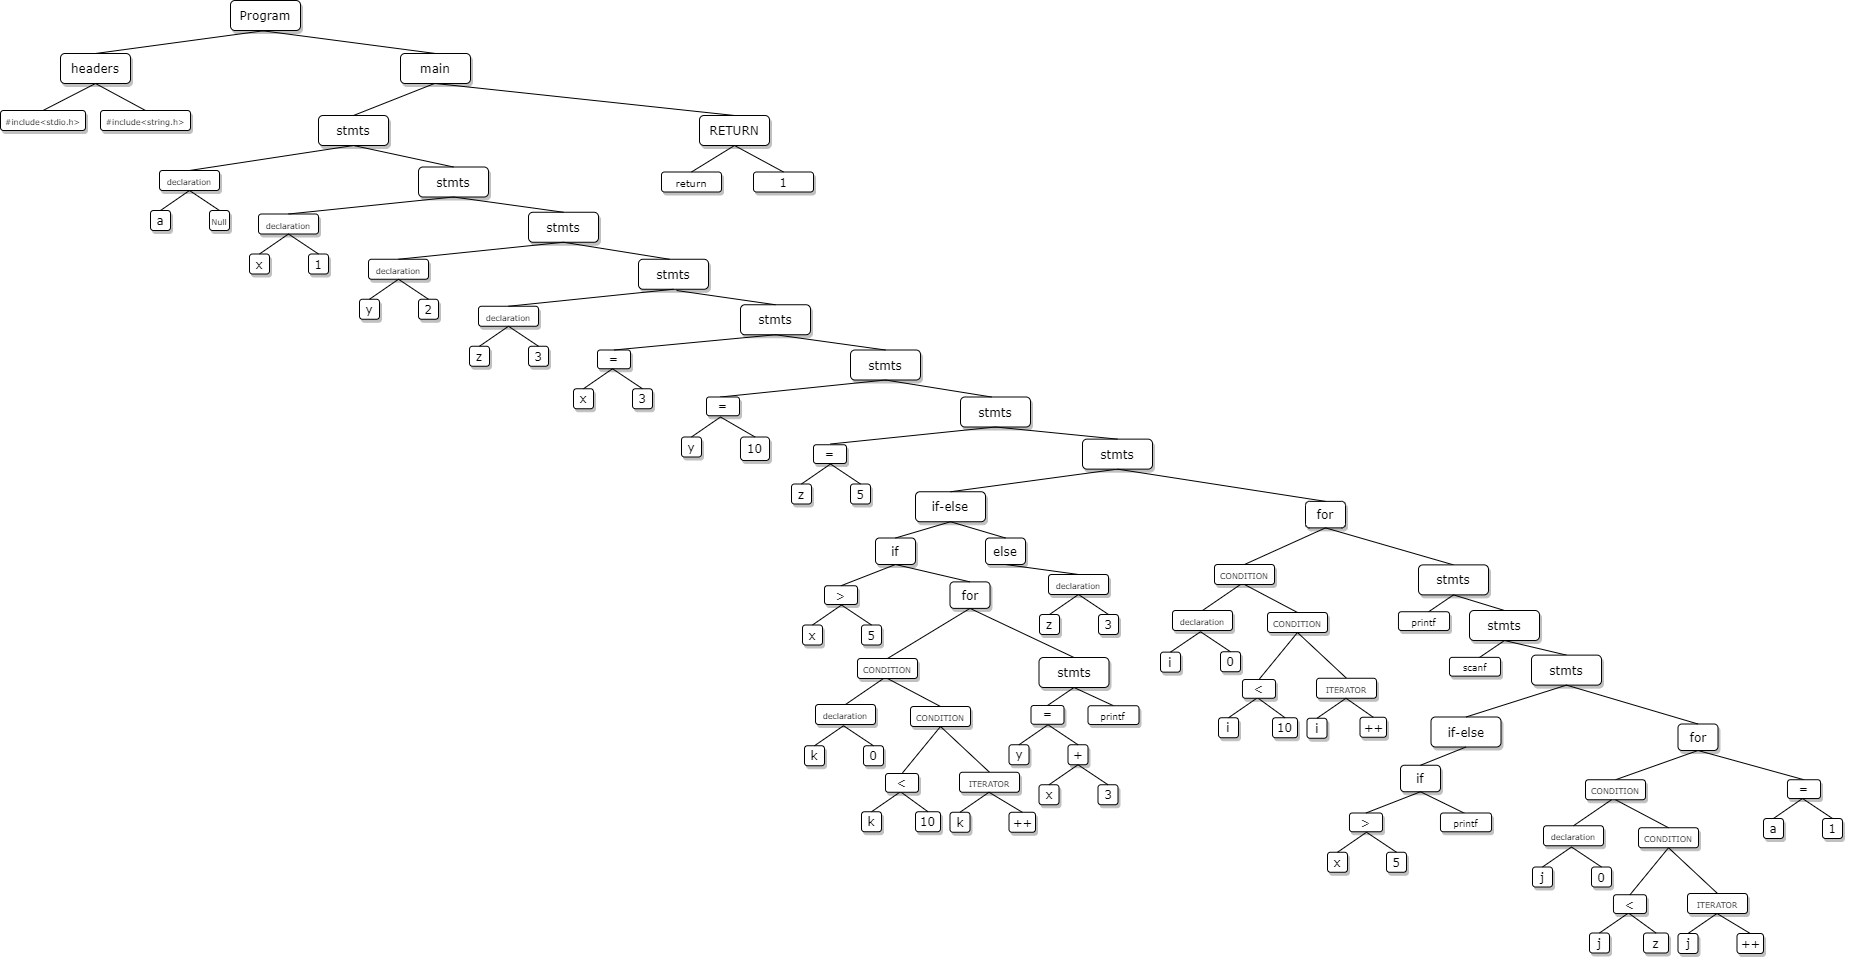 Program
headers
main
#include<stdio.h>
#include<string.h>
stmts
RETURN
declaration
stmts
return
1
a
Null
declaration
stmts
x
1
declaration
stmts
y
2
declaration
stmts
z
3
=
stmts
x
3
=
stmts
y
10
=
stmts
z
5
if-else
for
if
else
CONDITION
stmts
>
for
declaration
declaration
CONDITION
printf
stmts
x
5
z
3
i
0
scanf
stmts
CONDITION
stmts
<
ITERATOR
declaration
CONDITION
=
printf
i
10
i
++
if-else
for
k
0
y
+
if
CONDITION
=
<
ITERATOR
x
3
>
printf
declaration
CONDITION
a
1
k
10
k
++
x
5
j
0
<
ITERATOR
j
z
j
++